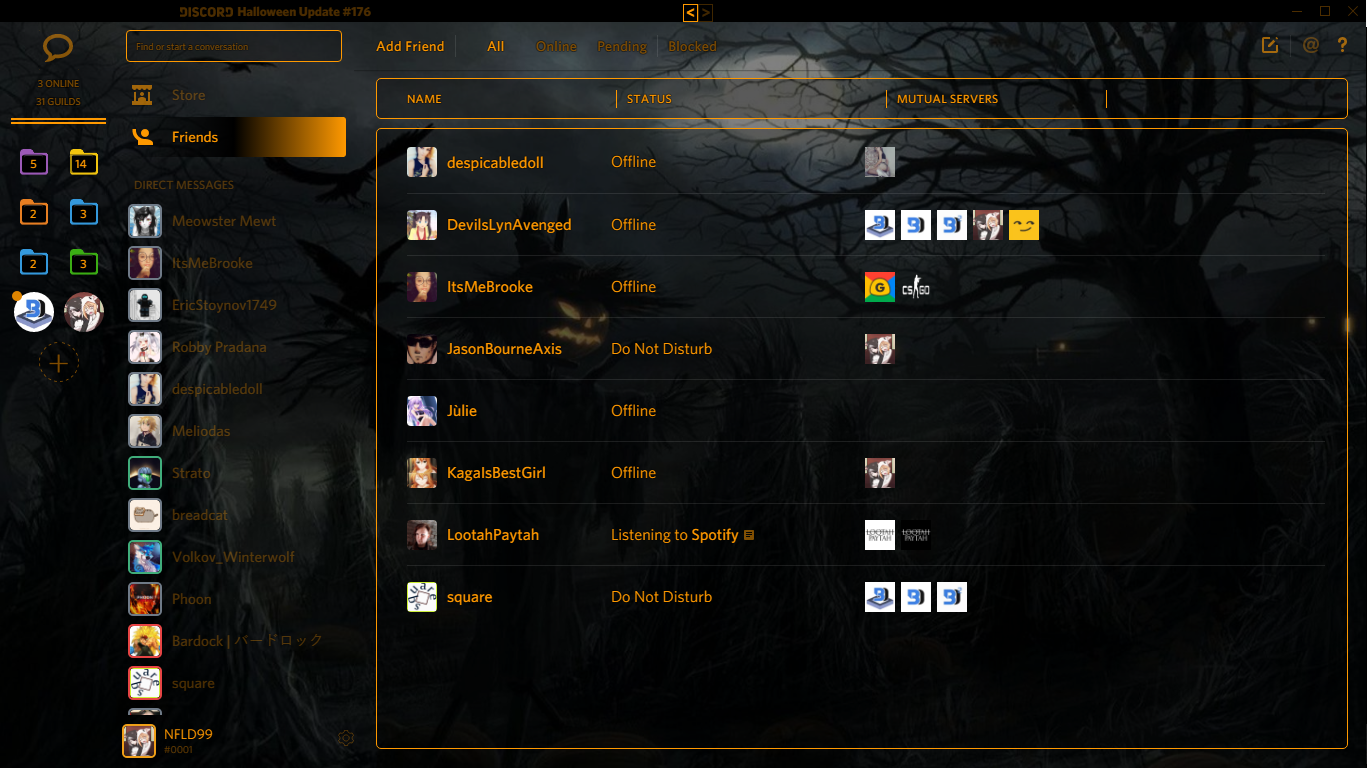 DISCORD Halloween Update #176
< >
Find or start a conversation
Add Friend
All
Online
Pending
Blocked
@ ?
3 ONLINE
31 GUILDS
Store
Friends
5
14
2
3
2
3
DIRECT MESSAGES
Meowster Mewt
ItsMeBrooke
EricStoynov1749
Robby Pradana
despicabledoll
Meliodas
Strato
breadcat
Volkov_Winterwolf
Phoon
Bardock | バードロック
square
NFLD99
#0001
NAME
STATUS
MUTUAL SERVERS
despicabledoll Offline
DevilsLynAvenged Offline
ItsMeBrooke Offline
G
CS GO
JasonBourneAxis Do Not Disturb
Jùlie Offline
KagaIsBestGirl Offline
LootahPaytah Listening to Spotify
LOOTAH PAYTAH
LOOTAH PAYTAH
square Do Not Disturb